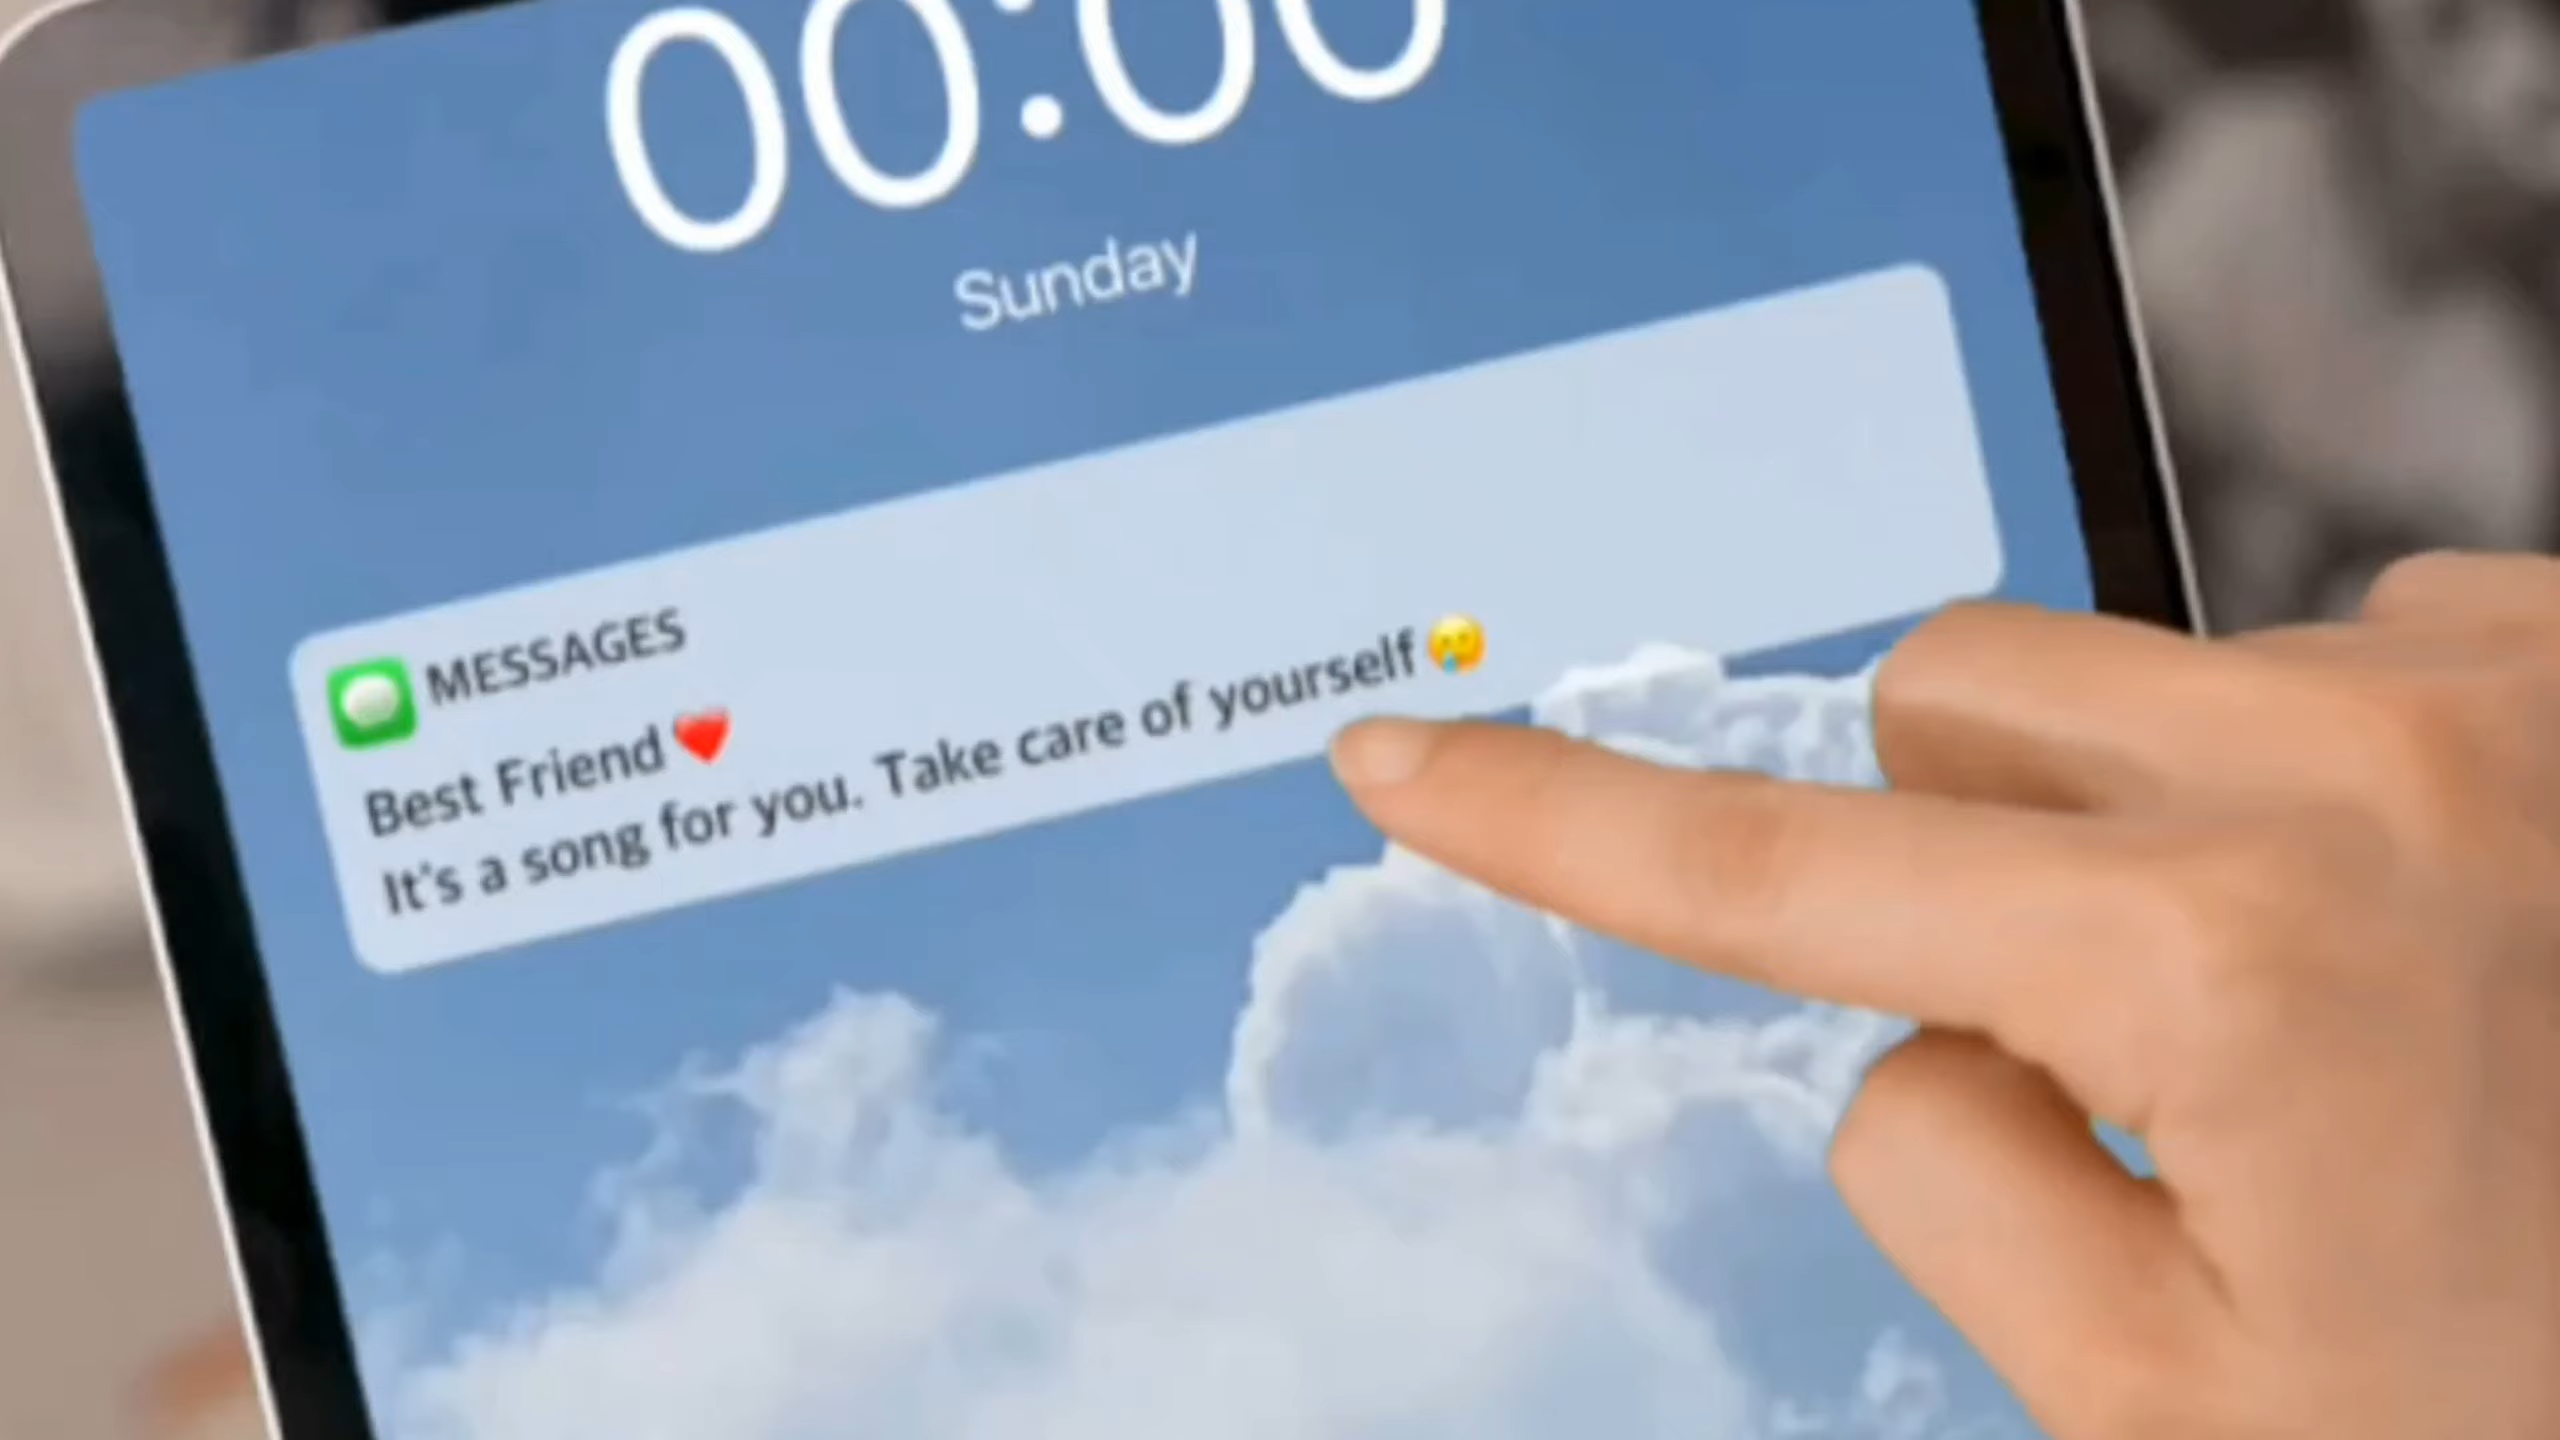 00:00
Sunday
MESSAGES
Best Friend ❤️
It's a song for you. Take care of yourself 🥲